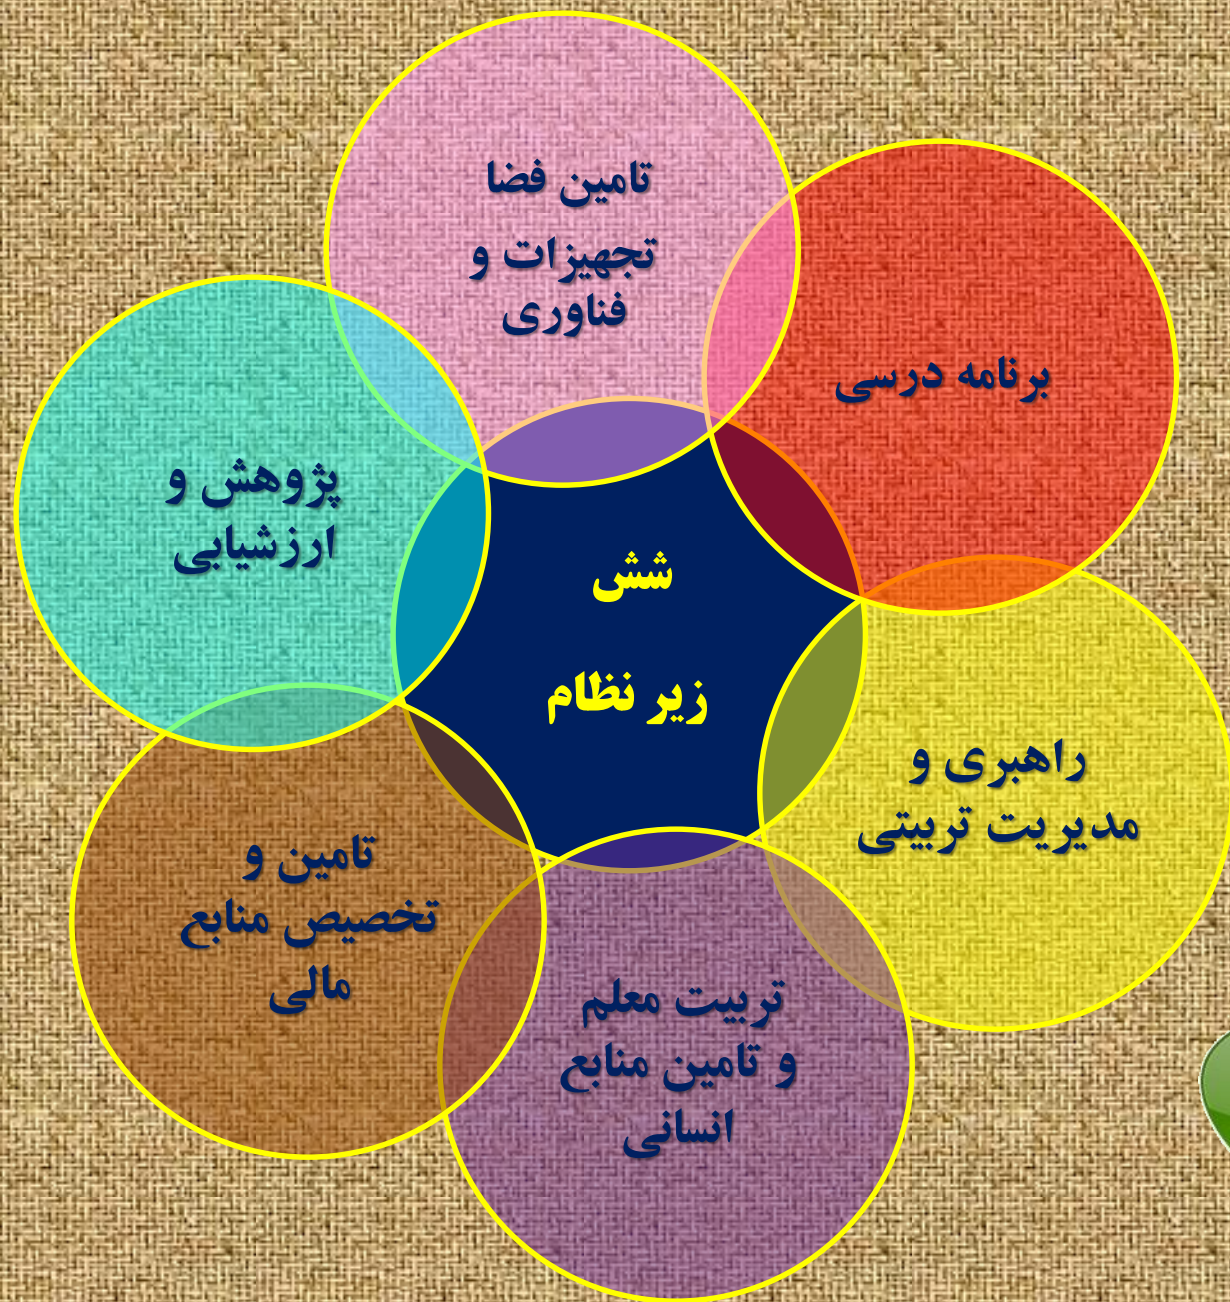 تامین فضا
تجهیزات و
فناوری
برنامه درسی
پژوهش و
ارزشیابی
شش
زیر نظام
راهبری و
مدیریت تربیتی
تامین و
تخصیص منابع
مالی
تربیت معلم
و تامین منابع
انسانی